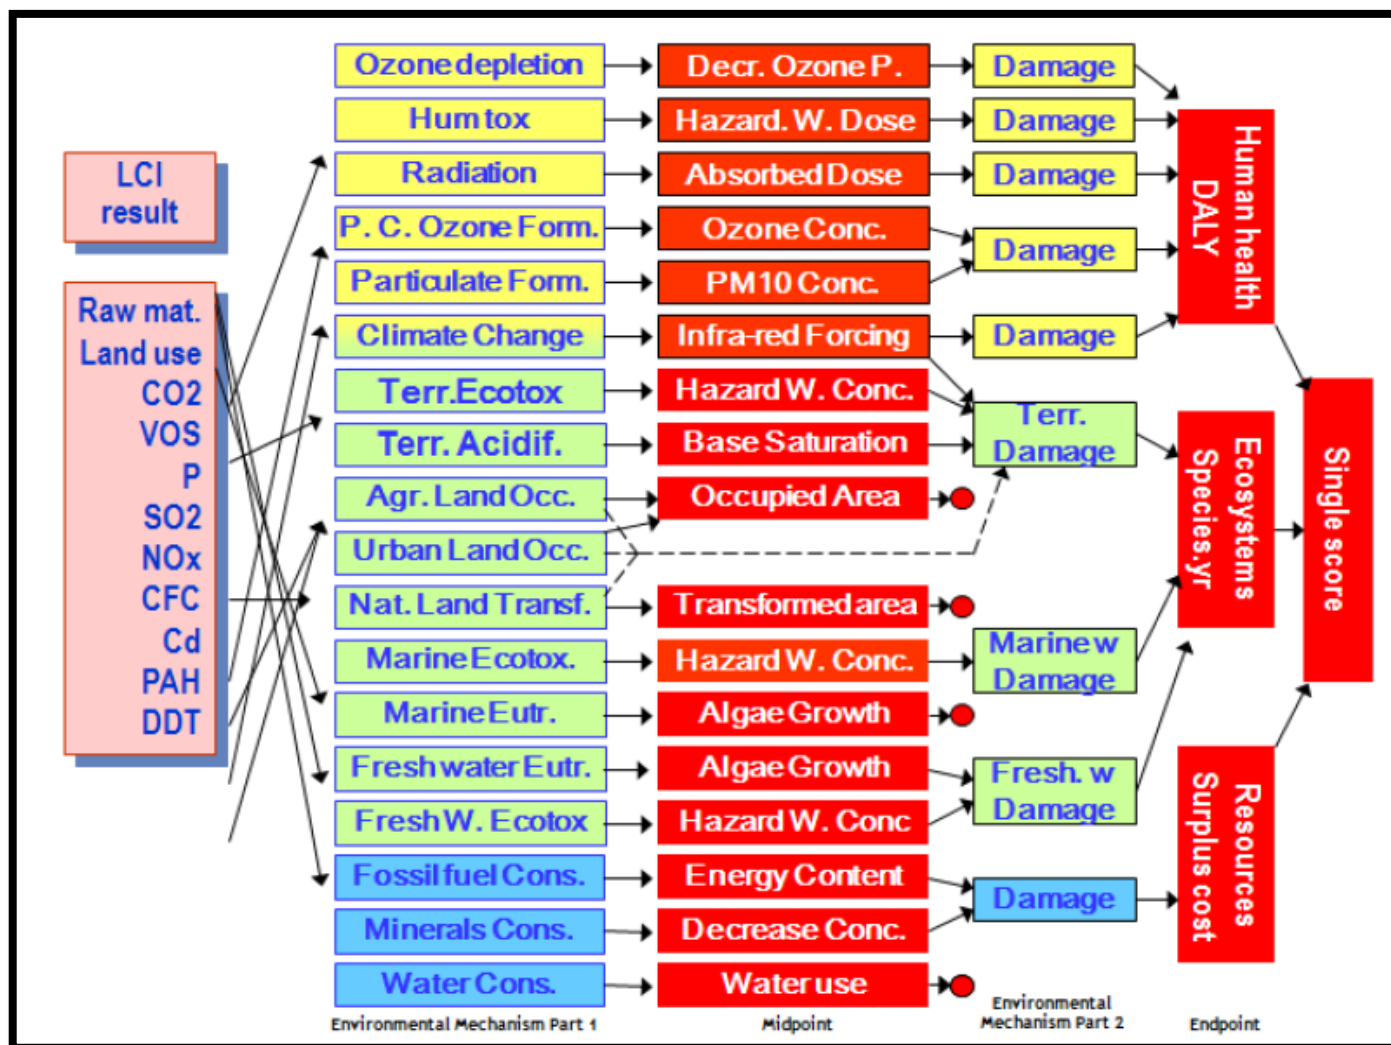 LCI
result
Raw mat.
Land use
CO2
VOS
P
SO2
NOx
CFC
Cd
PAH
DDT
Ozone depletion
Hum tox
Radiation
P. C. Ozone Form.
Particulate Form.
Climate Change
Terr.Ecotox
Terr. Acidif.
Agr. Land Occ.
Urban Land Occ.
Nat. Land Transf.
Marine Ecotox.
Marine Eutr.
Freshwater Eutr.
Fresh W. Ecotox
Fossil fuel Cons.
Minerals Cons.
Water Cons.
Environmental Mechanism Part 1
Decr. Ozone P.
Hazard. W. Dose
Absorbed Dose
Ozone Conc.
PM10 Conc.
Infra-red Forcing
Hazard W. Conc.
Base Saturation
Occupied Area
Transformed area
Hazard W. Conc.
Algae Growth
Algae Growth
Hazard W. Conc
Energy Content
Decrease Conc.
Water use
Midpoint
Damage
Damage
Damage
Damage
Damage
Terr.
Damage
Marine w
Damage
Fresh. w
Damage
Damage
Environmental
Mechanism Part 2
Human health
DALY
Ecosystems
Species.yr
Resources
Surplus cost
Endpoint
Single score